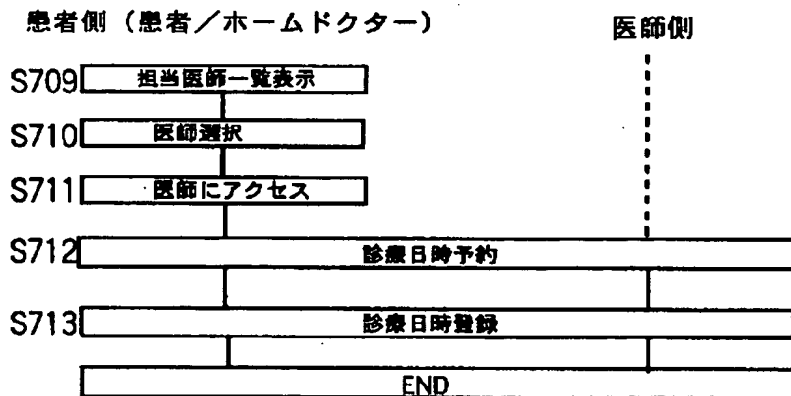 患者側（患者／ホームドクター）
医師側
S709 担当医師一覧表示
S710 医師選択
S711 医師にアクセス
S712 診療日時予約
S713 診療日時登録
END